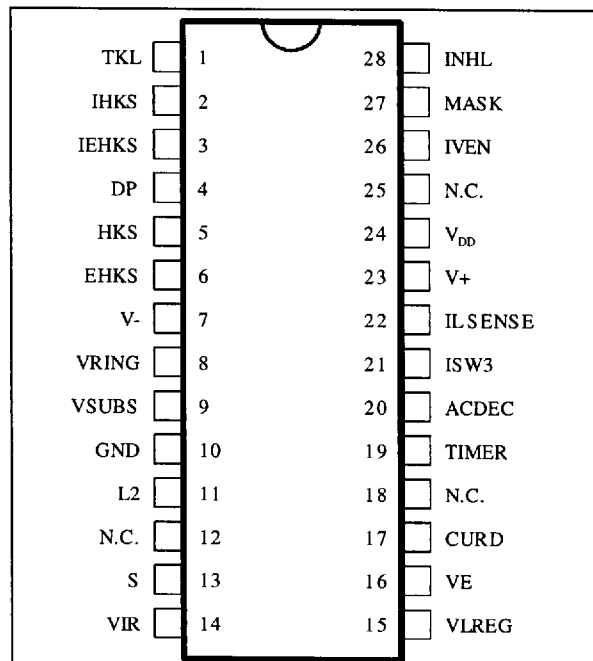 TKL 1 28 INHL
IHKS 2 27 MASK
IEHKS 3 26 IVEN
DP 4 25 N.C.
HKS 5 24 VDD
EHKS 6 23 V+
V- 7 22 ILSENSE
VRING 8 21 ISW3
VSUBS 9 20 ACDEC
GND 10 19 TIMER
L2 11 18 N.C.
N.C. 12 17 CURD
S 13 16 VE
VIR 14 15 VLREG